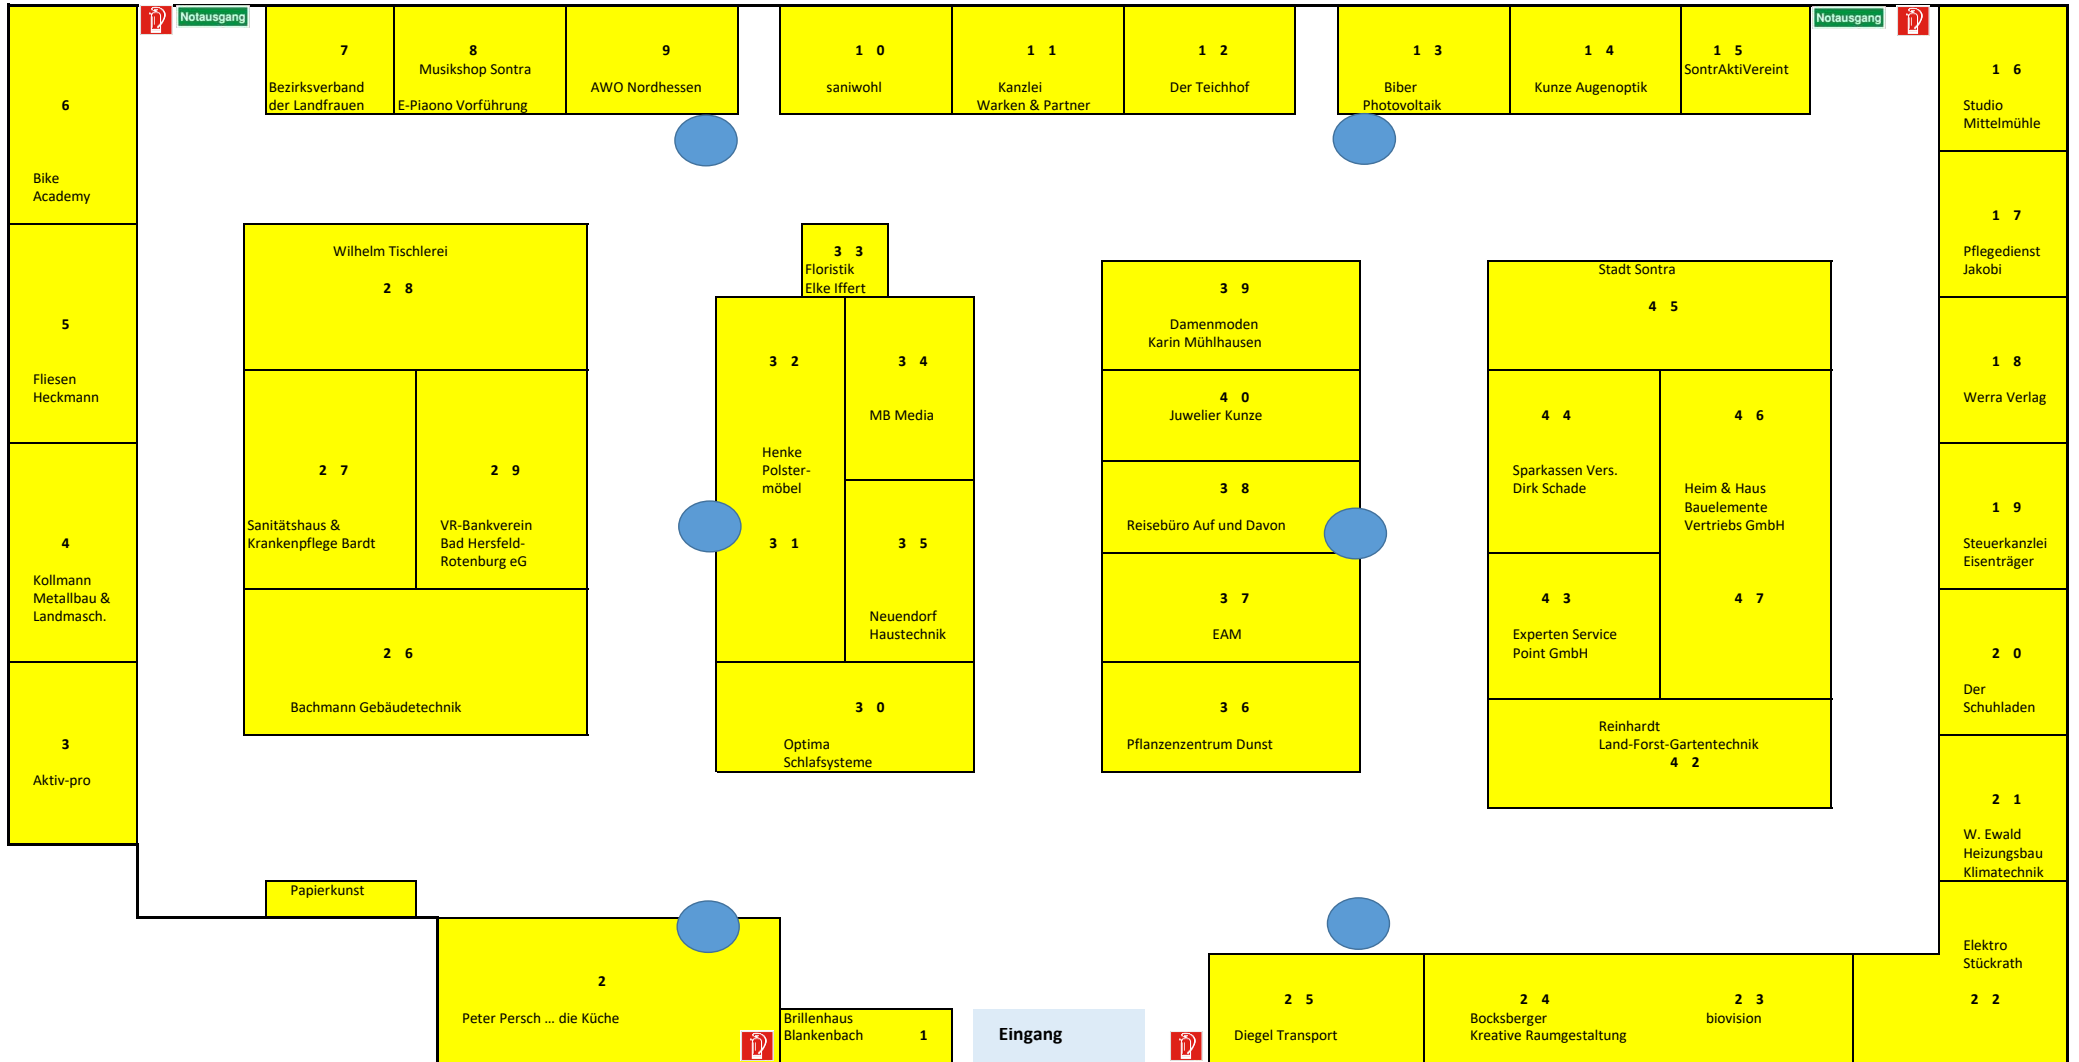 Notausgang
Notausgang
6
Bike
Academy
7
Bezirksverband
der Landfrauen
8
Musikshop Sontra
E-Piaono Vorführung
9
AWO Nordhessen
1 0
saniwohl
1 1
Kanzlei
Warken & Partner
1 2
Der Teichhof
1 3
Biber
Photovoltaik
1 4
Kunze Augenoptik
1 5
SontrAktiVereint
1 6
Studio
Mittelmühle
5
Fliesen
Heckmann
4
Kollmann
Metallbau &
Landmasch.
3
Aktiv-pro
Wilhelm Tischlerei
2 8
2 7
Sanitätshaus &
Krankenpflege Bardt
2 9
VR-Bankverein
Bad Hersfeld-
Rotenburg eG
2 6
Bachmann Gebäudetechnik
3 3
Floristik
Elke Iffert
3 2
Henke
Polster-
möbel
3 1
3 4
MB Media
3 5
Neuendorf
Haustechnik
3 0
Optima
Schlafsysteme
3 9
Damenmoden
Karin Mühlhausen
4 0
Juwelier Kunze
3 8
Reisebüro Auf und Davon
3 7
EAM
3 6
Pflanzenzentrum Dunst
Stadt Sontra
4 5
4 4
Sparkassen Vers.
Dirk Schade
4 6
Heim & Haus
Bauelemente
Vertriebs GmbH
4 7
4 3
Experten Service
Point GmbH
Reinhardt
Land-Forst-Gartentechnik
4 2
1 7
Pflegedienst
Jakobi
1 8
Werra Verlag
1 9
Steuerkanzlei
Eisenträger
2 0
Der
Schuhladen
2 1
W. Ewald
Heizungsbau
Klimatechnik
Elektro
Stückrath
2 2
Papierkunst
2
Peter Persch ... die Küche
Brillenhaus
Blankenbach 1
Eingang
2 5
Diegel Transport
2 4
Bocksberger
Kreative Raumgestaltung
2 3
biovision